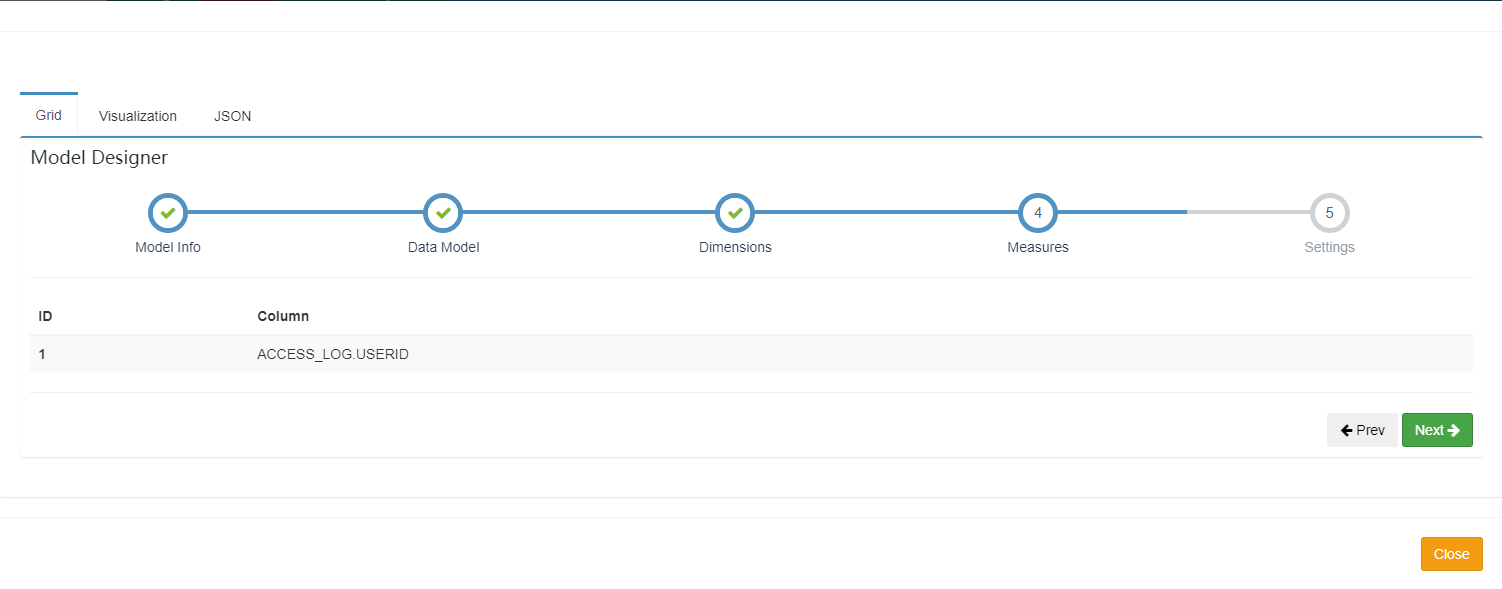 Grid Visualization JSON
Model Designer
4 5
Model Info Data Model Dimensions Measures Settings
ID Column
1 ACCESS_LOG.USERID
Prev Next
Close